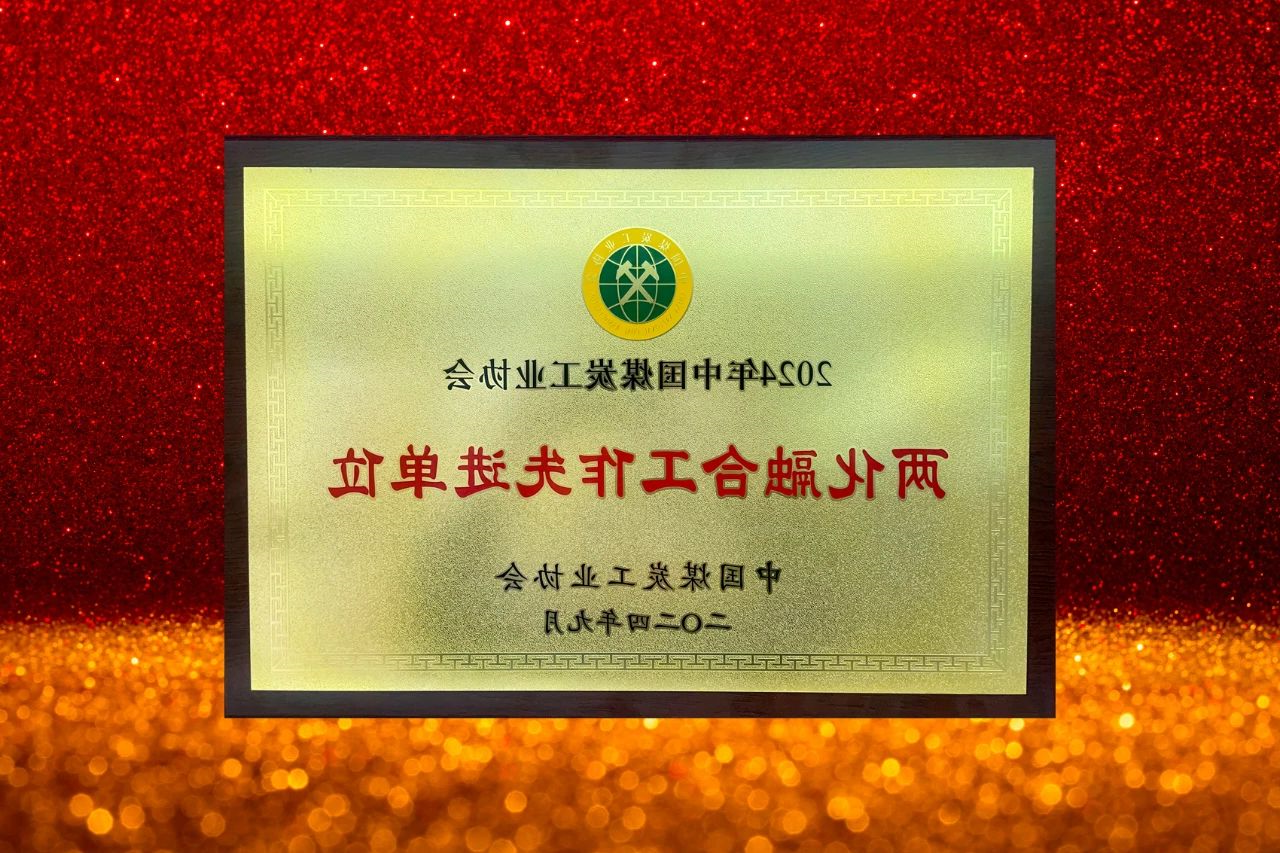 2024年中国煤炭工业协会
两化融合工作先进单位
中国煤炭工业协会
二〇二四年九月